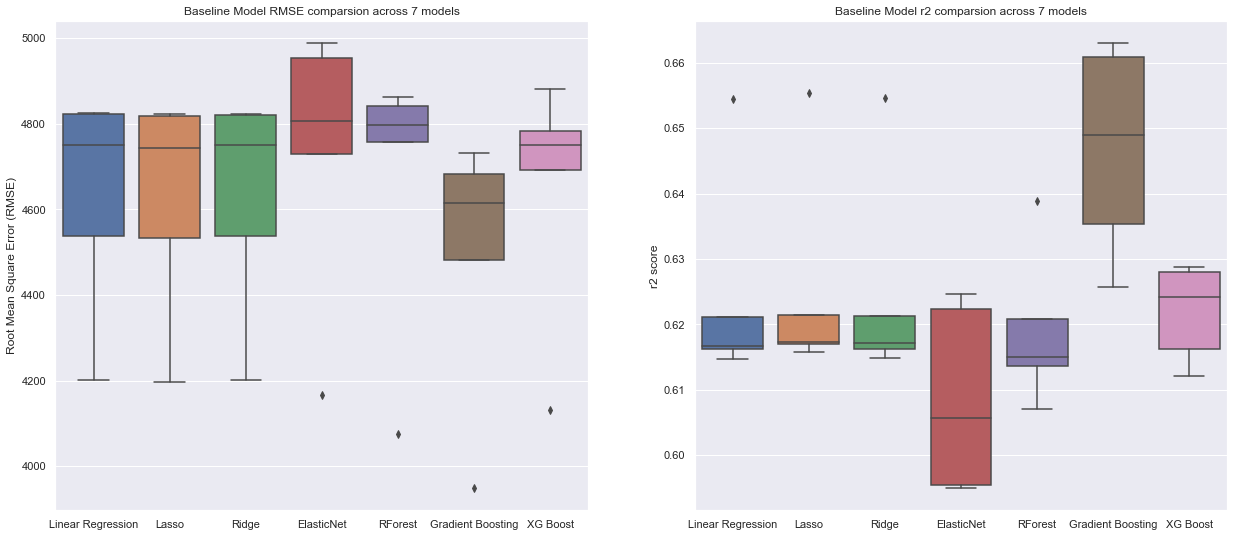 Baseline Model RMSE comparsion across 7 models
Root Mean Square Error (RMSE)
5000
4800
4600
4400
4200
4000
Linear Regression Lasso Ridge ElasticNet RForest Gradient Boosting XG Boost
Baseline Model r2 comparsion across 7 models
r2 score
0.66
0.65
0.64
0.63
0.62
0.61
0.60
Linear Regression Lasso Ridge ElasticNet RForest Gradient Boosting XG Boost